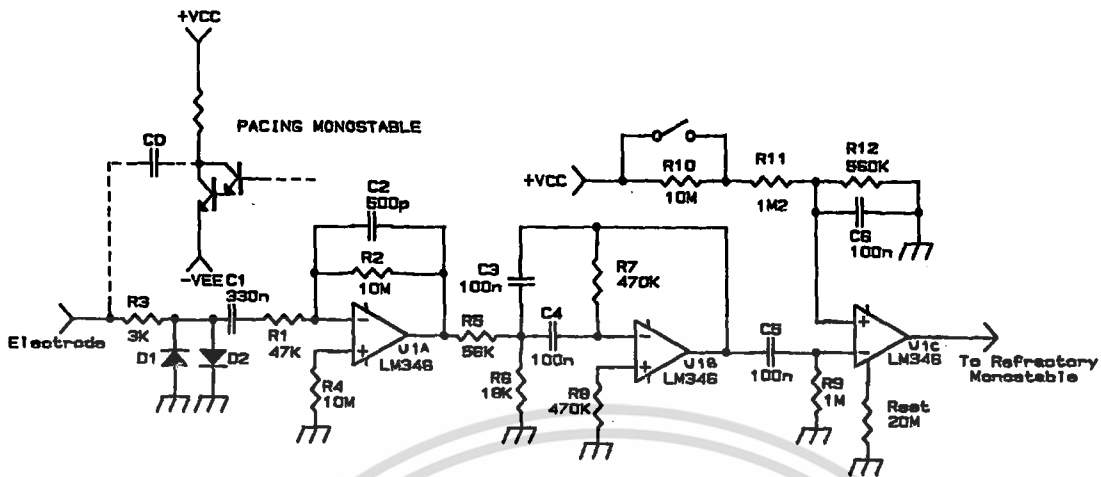 +VCC
PACING MONOSTABLE
CD
-VEE
Electrode
R3
3K
D1
D2
C1
330n
R1
47K
C2
500p
R2
10M
R4
10M
U1A
LM346
R5
56K
R6
18K
C3
100n
C4
100n
R7
470K
R8
470K
U1B
LM346
+VCC
R10
10M
R11
1M2
R12
560K
C6
100n
C5
100n
R9
1M
U1C
LM346
Rset
20M
To Refractory
Monostable